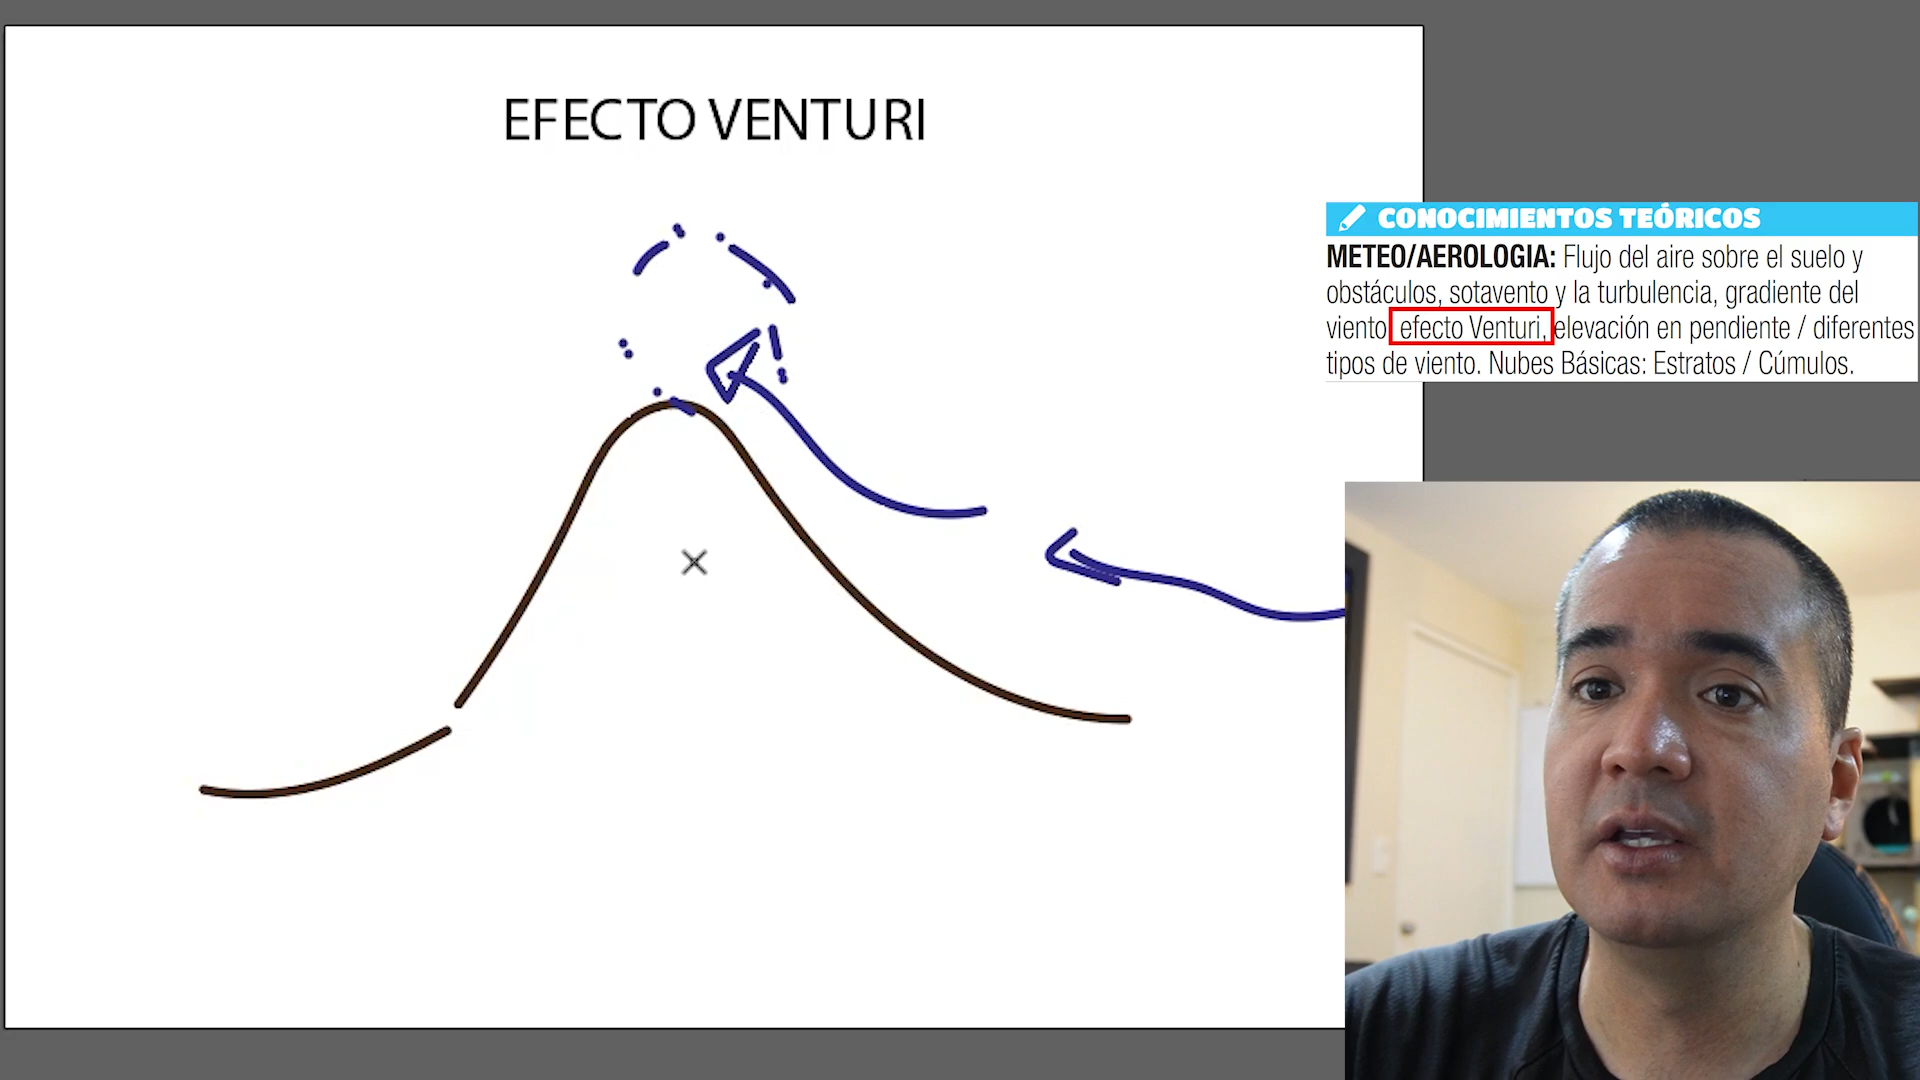 EFECTO VENTURI
CONOCIMIENTOS TEÓRICOS
METEO/AEROLOGIA: Flujo del aire sobre el suelo y
obstáculos, sotavento y la turbulencia, gradiente del
viento, efecto Venturi, elevación en pendiente / diferentes
tipos de viento. Nubes Básicas: Estratos / Cúmulos.